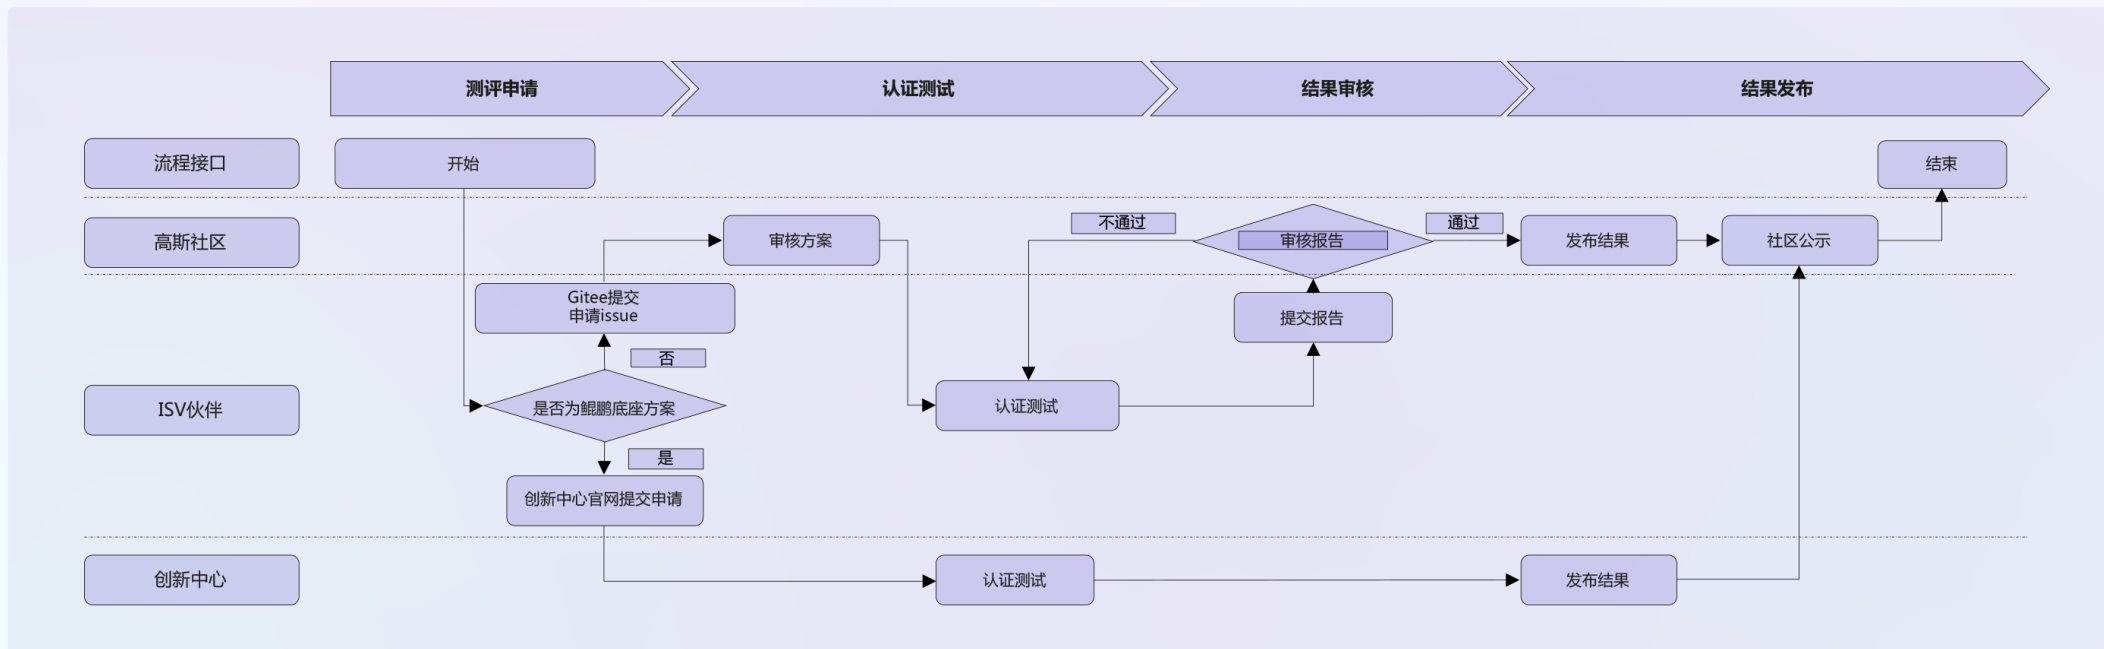 测评申请
认证测试
结果审核
结果发布
流程接口
开始
结束
高斯社区
审核方案
不通过
审核报告
通过
发布结果
社区公示
Gitee提交
申请issue
提交报告
否
ISV伙伴
是否为鲲鹏底座方案
认证测试
是
创新中心官网提交申请
创新中心
认证测试
发布结果